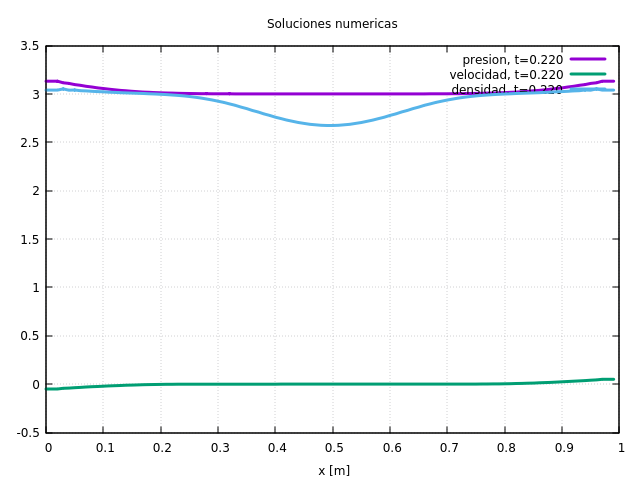 Soluciones numericas
3.5
3
2.5
2
1.5
1
0.5
0
-0.5
presion, t=0.220
velocidad, t=0.220
densidad, t=0.220
0 0.1 0.2 0.3 0.4 0.5 0.6 0.7 0.8 0.9 1
x [m]